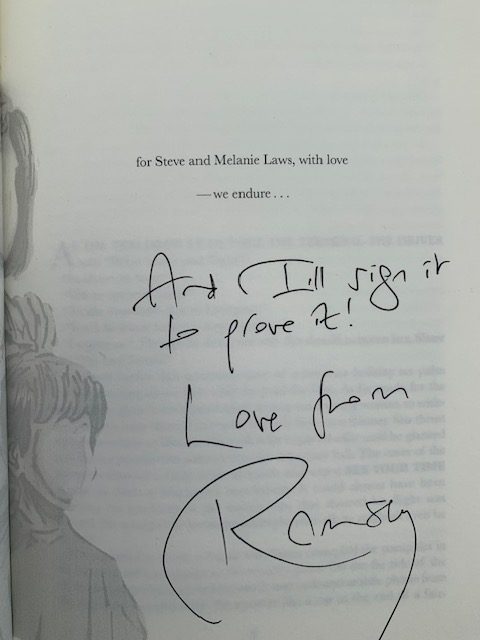 for Steve and Melanie Laws, with love
—we endure...
And I'll sign it
to prove it!
Love from
Ramsey